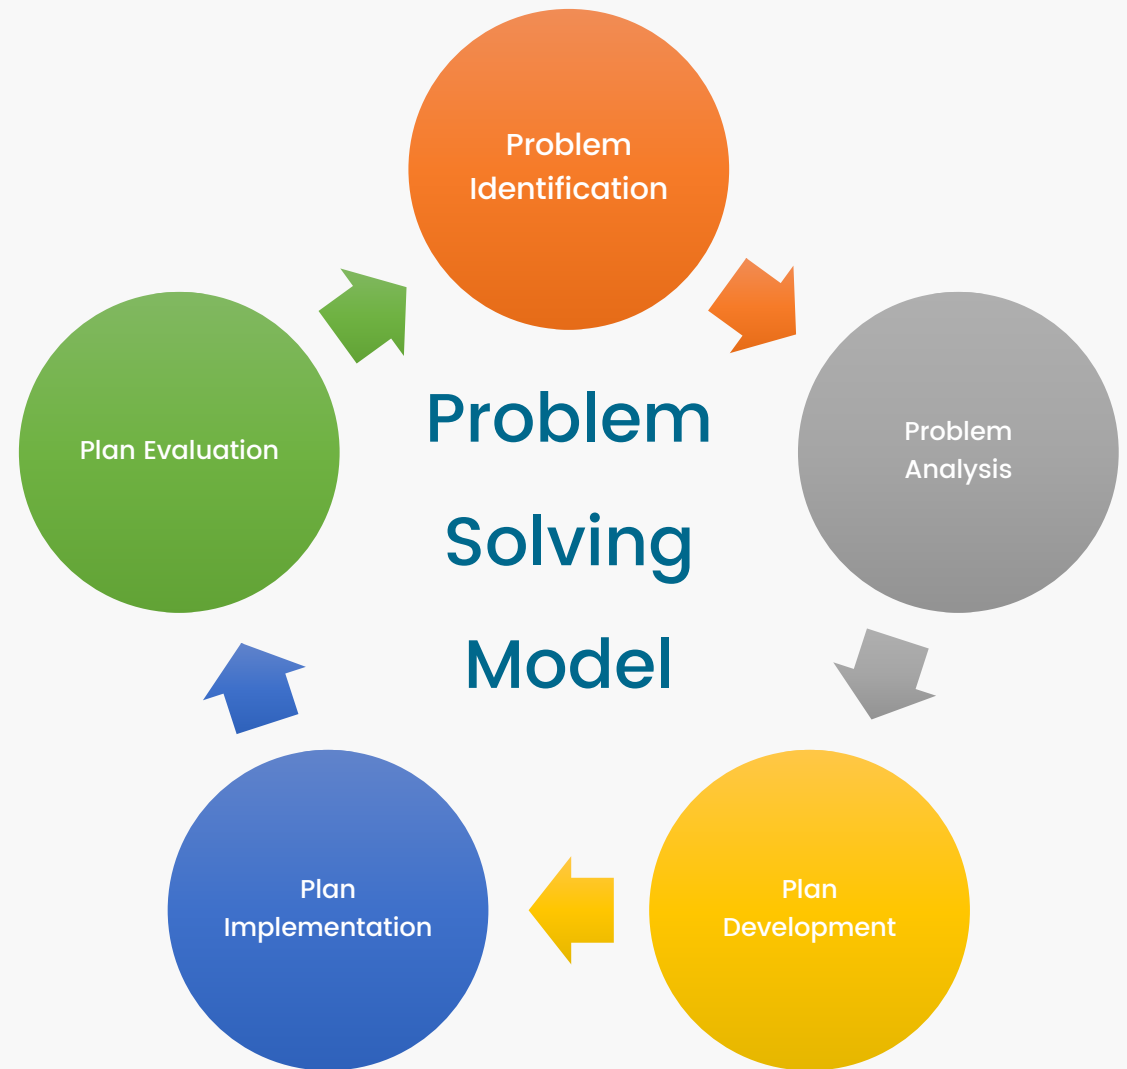 Problem
Identification
Problem
Analysis
Plan
Development
Plan
Implementation
Plan Evaluation
Problem
Solving
Model